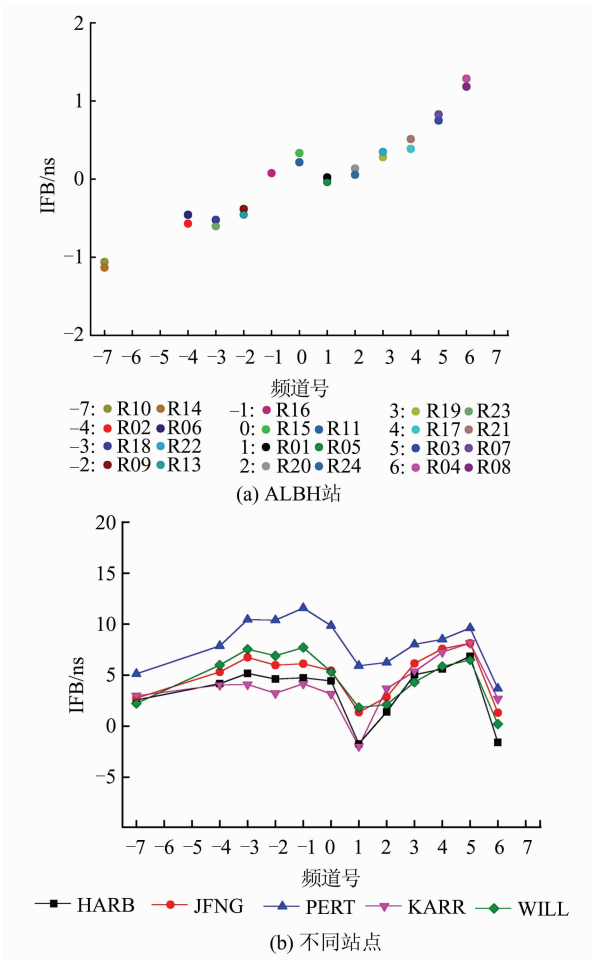 2
1
0
−1
−2
IFB/ns
−7 −6 −5 −4 −3 −2 −1 0 1 2 3 4 5 6 7
频道号
−7: R10 R14 −1: R16 3: R19 R23
−4: R02 R06 0: R15 R11 4: R17 R21
−3: R18 R22 1: R01 R05 5: R03 R07
−2: R09 R13 2: R20 R24 6: R04 R08
(a) ALBH站
20
15
10
5
0
−5
IFB/ns
−7 −6 −5 −4 −3 −2 −1 0 1 2 3 4 5 6 7
频道号
HARB JFNG PERT KARR WILL
(b) 不同站点